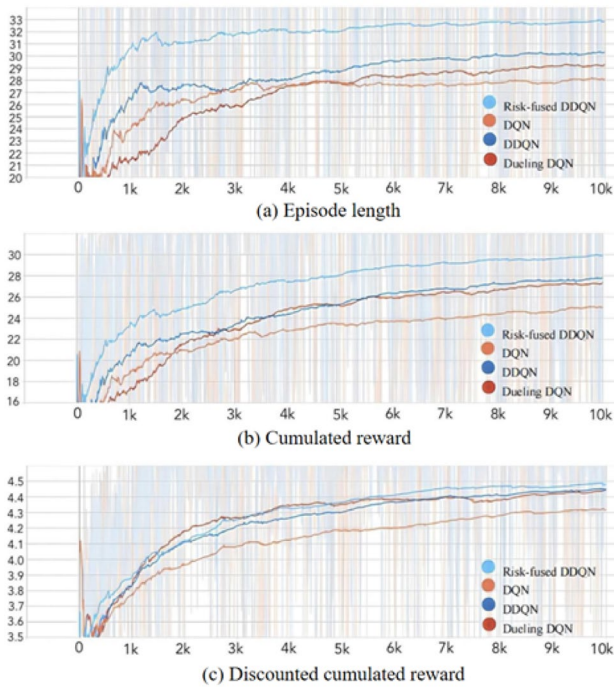 33
32
31
30
29
28
27
26
25
24
23
22
21
20
Risk-fused DDQN
DQN
DDQN
Dueling DQN
0 1k 2k 3k 4k 5k 6k 7k 8k 9k 10k
(a) Episode length
30
28
26
24
22
20
18
16
Risk-fused DDQN
DQN
DDQN
Dueling DQN
0 1k 2k 3k 4k 5k 6k 7k 8k 9k 10k
(b) Cumulated reward
4.5
4.4
4.3
4.2
4.1
4.0
3.9
3.8
3.7
3.6
3.5
Risk-fused DDQN
DQN
DDQN
Dueling DQN
0 1k 2k 3k 4k 5k 6k 7k 8k 9k 10k
(c) Discounted cumulated reward